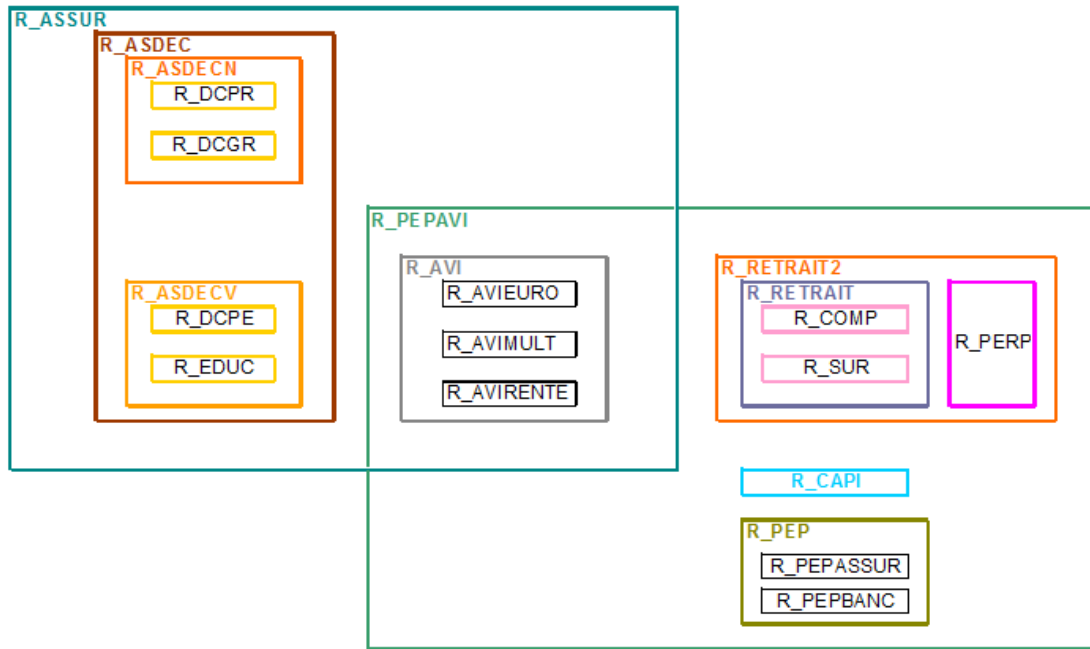 R_ASSUR
R_ASDEC
R_ASDECN
R_DCPR
R_DCGR
R_PEPAVI
R_AVI
R_RETRAIT2
R_ASDECV
R_AVIEURO
R_RETRAIT
R_DCPE
R_COMP
R_AVIMULT
R_PERP
R_EDUC
R_SUR
R_AVIRENTE
R_CAPI
R_PEP
R_PEPASSUR
R_PEPBANC